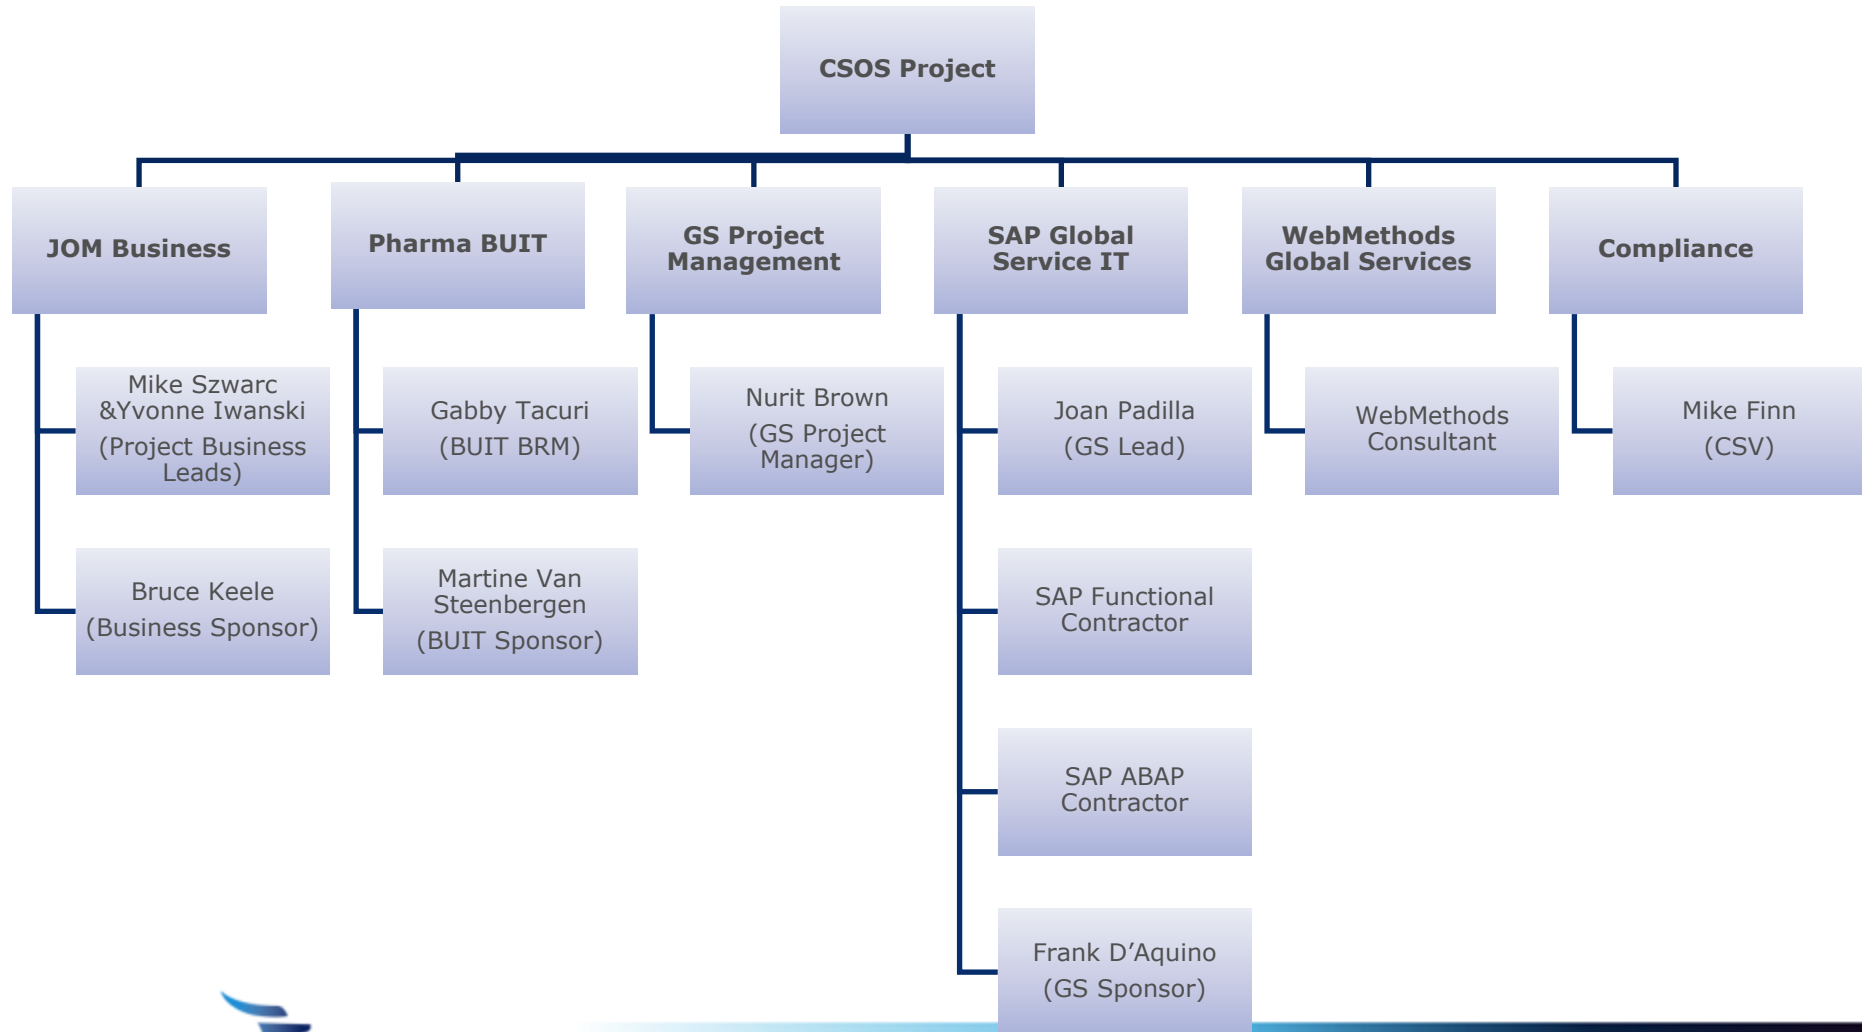 CSOS Project
JOM Business
Pharma BUIT
GS Project
Management
SAP Global
Service IT
WebMethods
Global Services
Compliance
Mike Szwarc
&Yvonne Iwanski
(Project Business
Leads)
Gabby Tacuri
(BUIT BRM)
Nurit Brown
(GS Project
Manager)
Joan Padilla
(GS Lead)
WebMethods
Consultant
Mike Finn
(CSV)
Bruce Keele
(Business Sponsor)
Martine Van
Steenbergen
(BUIT Sponsor)
SAP Functional
Contractor
SAP ABAP
Contractor
Frank D’Aquino
(GS Sponsor)